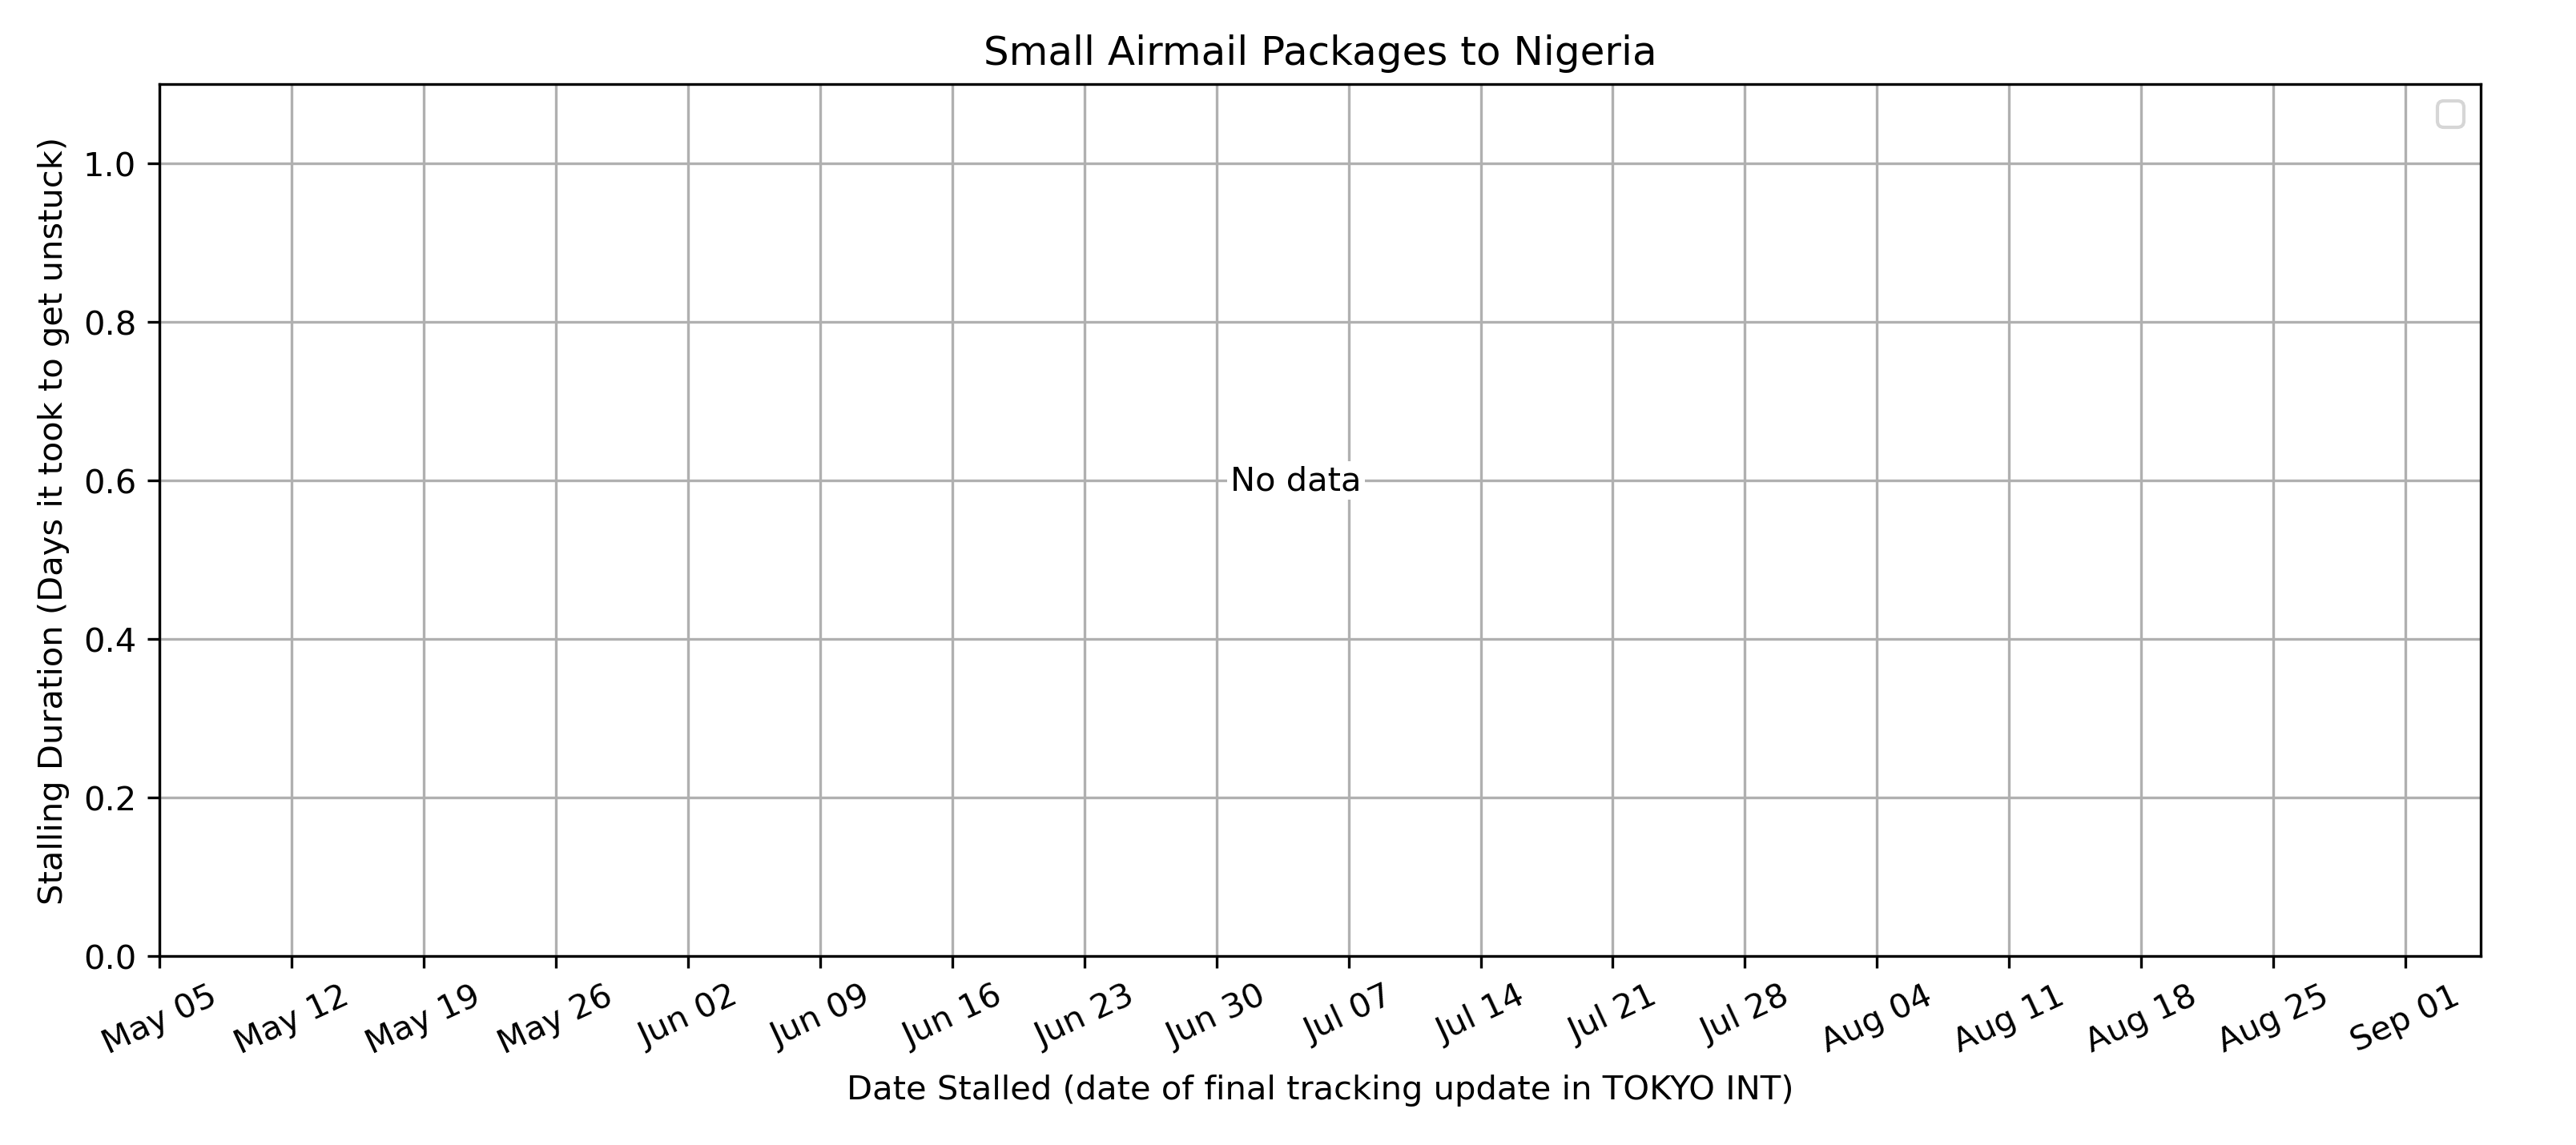 Small Airmail Packages to Nigeria
Stalling Duration (Days it took to get unstuck)
1.0
0.8
0.6
0.4
0.2
0.0
No data
May 05
May 12
May 19
May 26
Jun 02
Jun 09
Jun 16
Jun 23
Jun 30
Jul 07
Jul 14
Jul 21
Jul 28
Aug 04
Aug 11
Aug 18
Aug 25
Sep 01
Date Stalled (date of final tracking update in TOKYO INT)